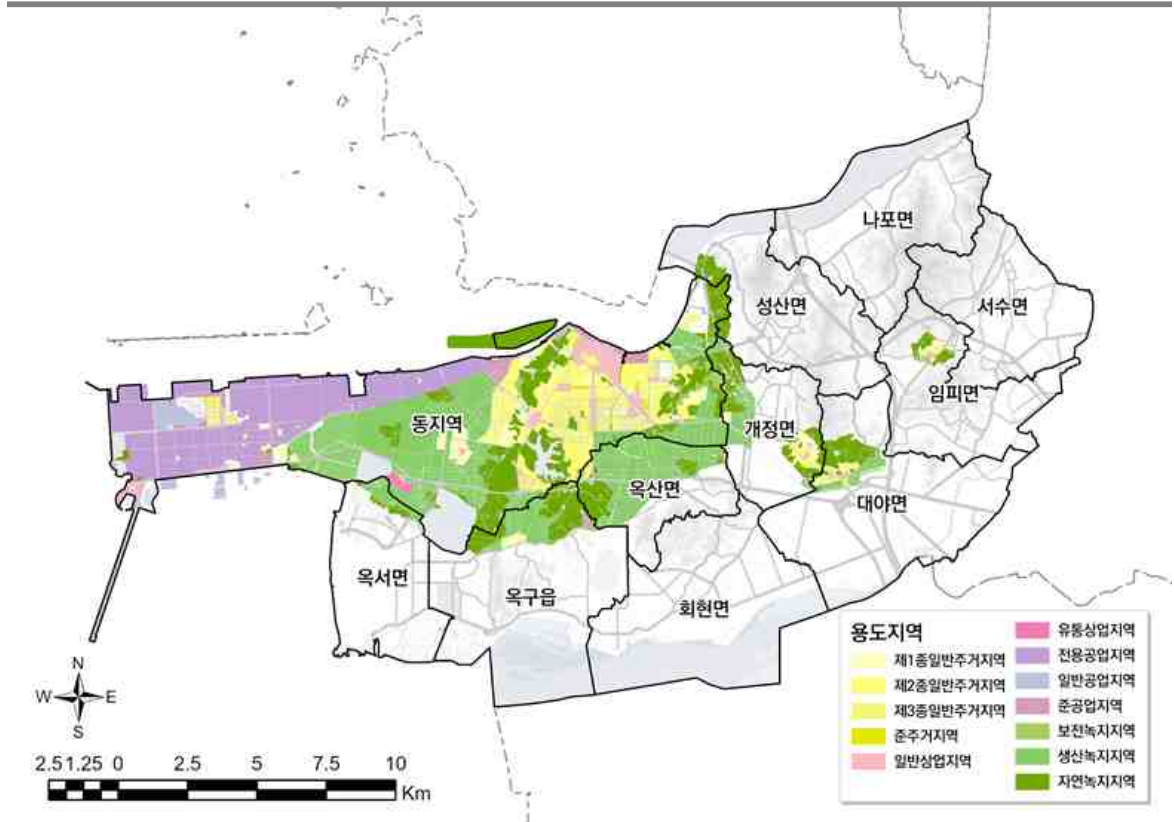 나포면
성산면
서수면
임피면
동지역
개정면
옥산면
대야면
옥서면
옥구읍
회현면
용도지역
제1종일반주거지역
제2종일반주거지역
제3종일반주거지역
준주거지역
일반상업지역
유통상업지역
전용공업지역
일반공업지역
준공업지역
보전녹지지역
생산녹지지역
자연녹지지역
N
W E
S
2.5 1.25 0 2.5 5 7.5 10
Km